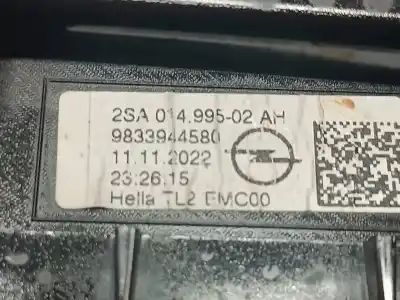 2SA 014.995-02 AH
9833944580
11.11.2022
23:26:15
Hella TL2 EMC00